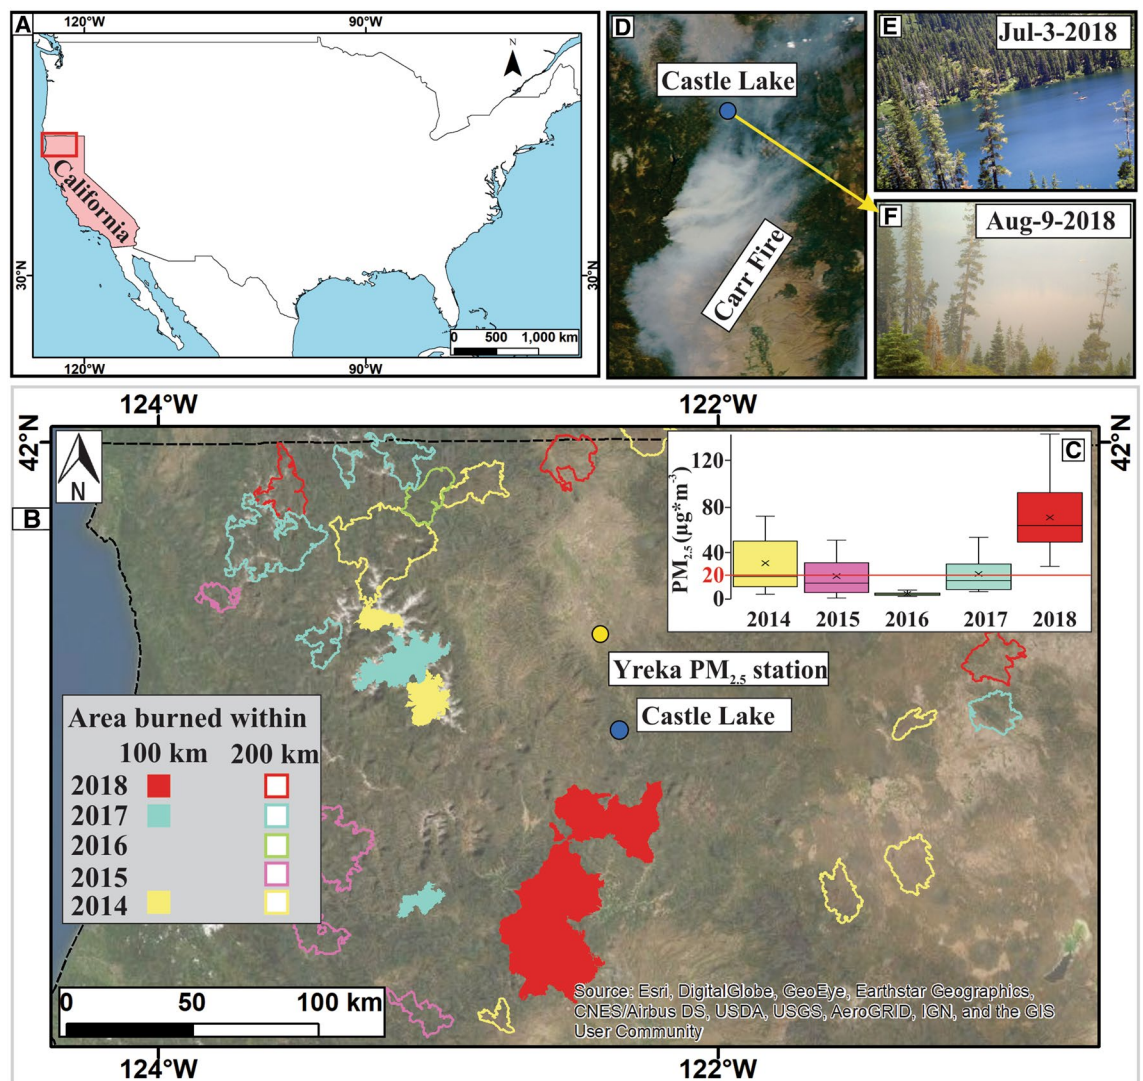 A
120°W
90°W
N
California
30°N
30°N
0 500 1,000 km
120°W
90°W
D
Castle Lake
Carr Fire
E
Jul-3-2018
F
Aug-9-2018
124°W
122°W
42°N
42°N
N
B
C
PM2.5 (µg*m-3)
120
80
40
20
0
2014 2015 2016 2017 2018
Yreka PM2.5 station
Castle Lake
Area burned within
100 km 200 km
2018
2017
2016
2015
2014
0 50 100 km
Source: Esri, DigitalGlobe, GeoEye, Earthstar Geographics,
CNES/Airbus DS, USDA, USGS, AeroGRID, IGN, and the GIS
User Community
124°W
122°W